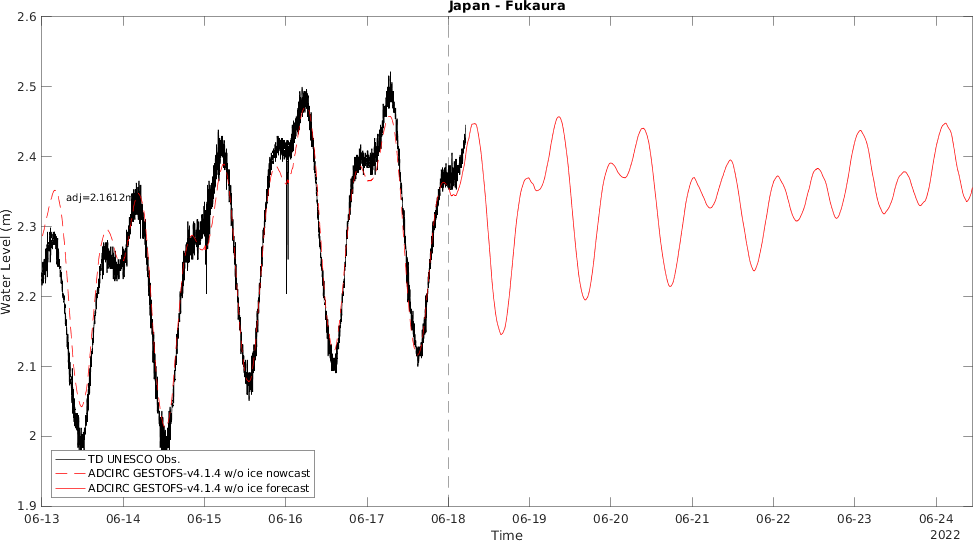 Japan - Fukaura
2.6
2.5
2.4
2.3
2.2
2.1
2
1.9
Water Level (m)
adj=2.1612m
TD UNESCO Obs.
ADCIRC GESTOFS-v4.1.4 w/o ice nowcast
ADCIRC GESTOFS-v4.1.4 w/o ice forecast
06-13 06-14 06-15 06-16 06-17 06-18 06-19 06-20 06-21 06-22 06-23 06-24
Time
2022